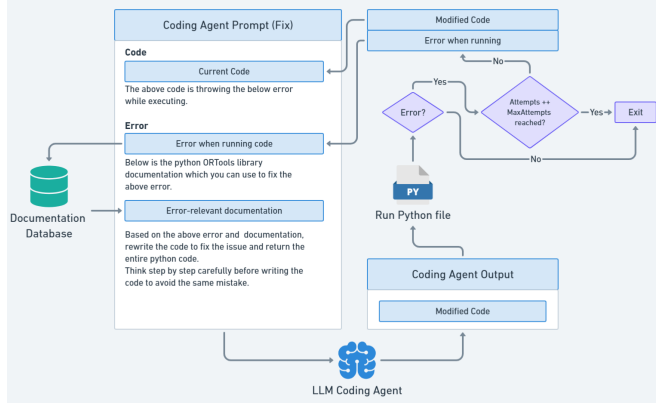 Coding Agent Prompt (Fix)
Code
Current Code
The above code is throwing the below error
while executing.
Error
Error when running code
Below is the python ORTools library
documentation which you can use to fix the
above error.
Error-relevant documentation
Based on the above error and documentation,
rewrite the code to fix the issue and return the
entire python code.
Think step by step carefully before writing the
code to avoid the same mistake.
Documentation
Database
LLM Coding Agent
Coding Agent Output
Modified Code
PY
Run Python file
Error?
Yes
No
Attempts ++
MaxAttempts
reached?
Yes
Exit
No
Modified Code
Error when running